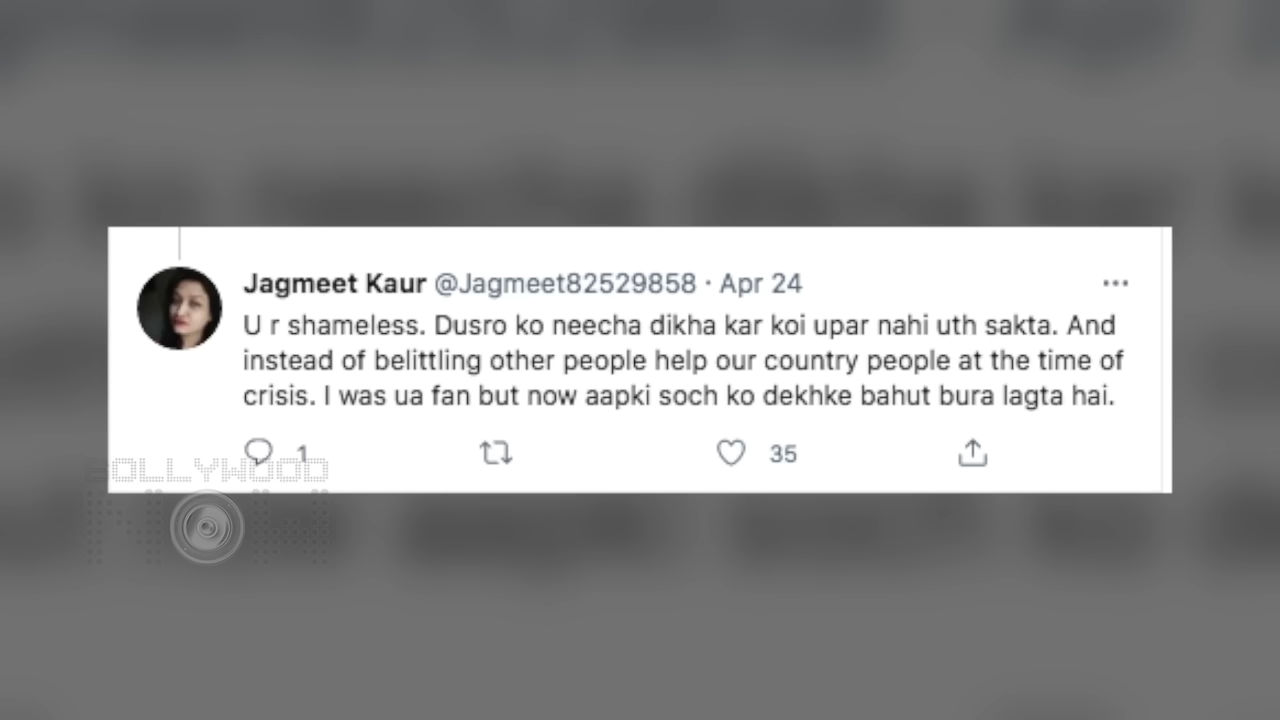 Jagmeet Kaur @Jagmeet82529858 · Apr 24
U r shameless. Dusro ko neecha dikha kar koi upar nahi uth sakta. And
instead of belittling other people help our country people at the time of
crisis. I was ua fan but now aapki soch ko dekhke bahut bura lagta hai.
1 35
BOLLYWOOD
NOW